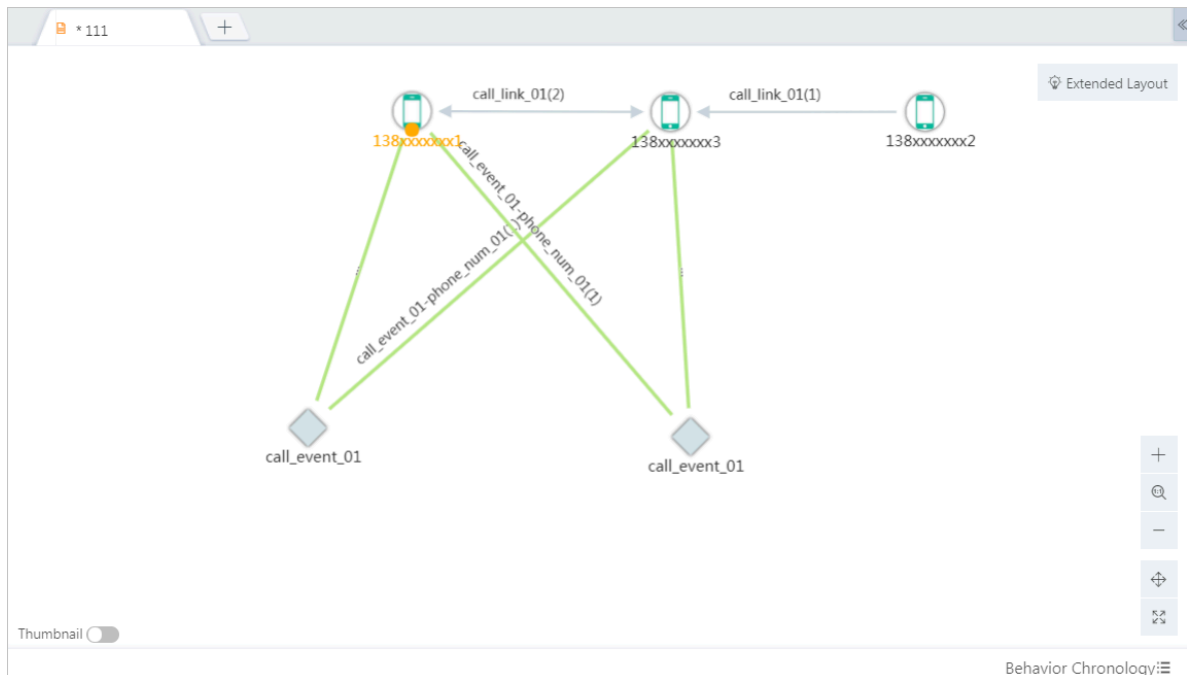 * 111
Extended Layout
call_link_01(2)
call_link_01(1)
138xxxxxxx1
138xxxxxxx3
138xxxxxxx2
call_event_01-phone_num_01(1)
call_event_01-phone_num_01(
call_event_01
call_event_01
Thumbnail
Behavior Chronology